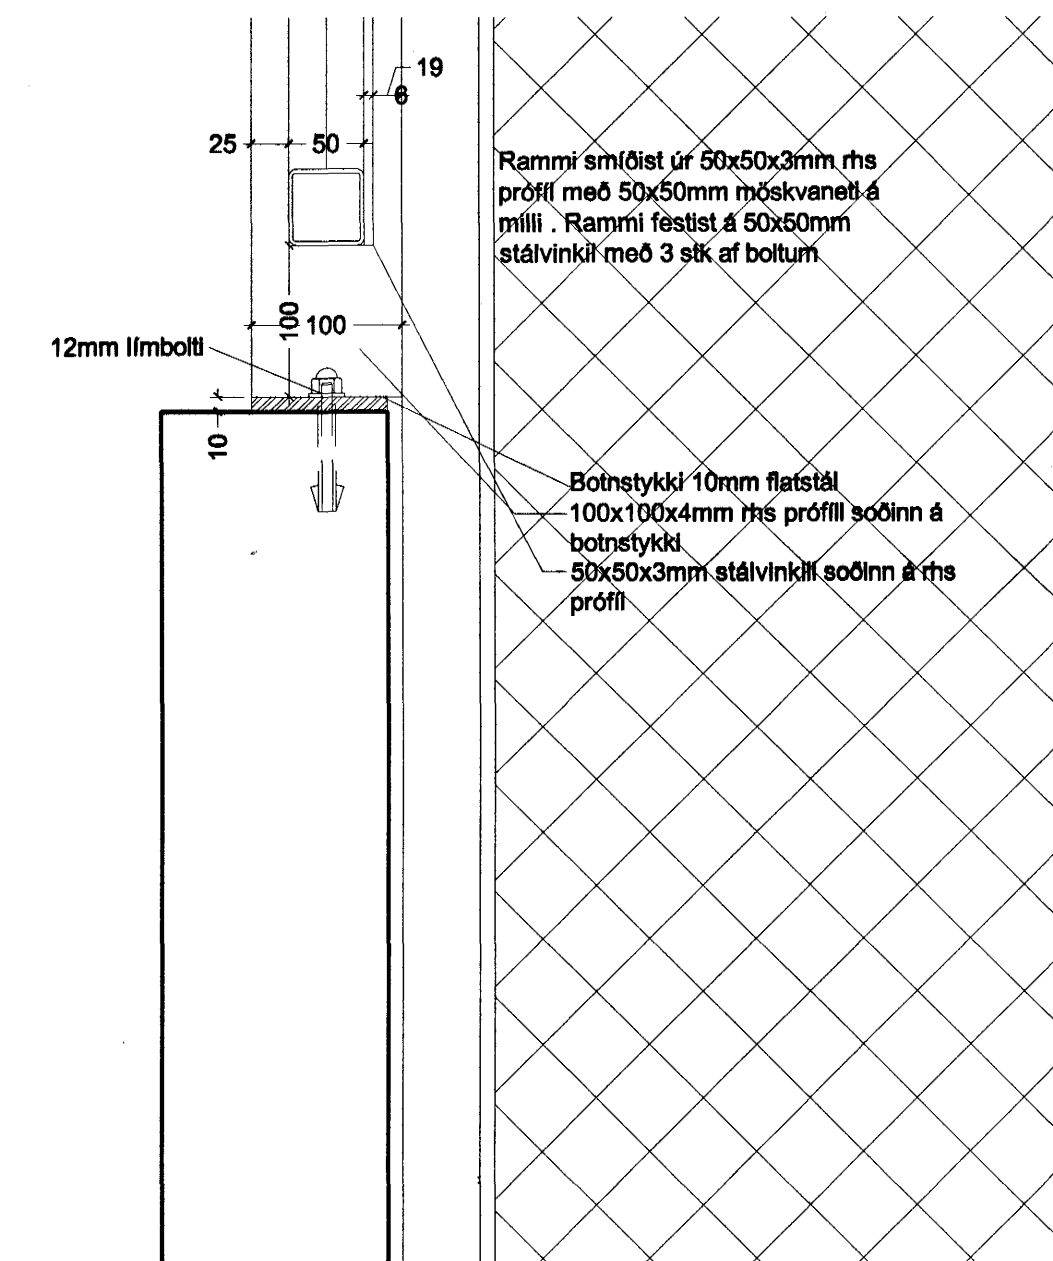 19
6
25
50
Rammi smíðist úr 50x50x3mm rhs
prófíl með 50x50mm möskvaneti á
milli . Rammi festist á 50x50mm
stálvinkil með 3 stk af boltum
100
100
12mm límbolti
10
Botnstykki 10mm flatstál
100x100x4mm rhs prófíll soðinn á
botnstykki
50x50x3mm stálvinkill soðinn á rhs
prófíl